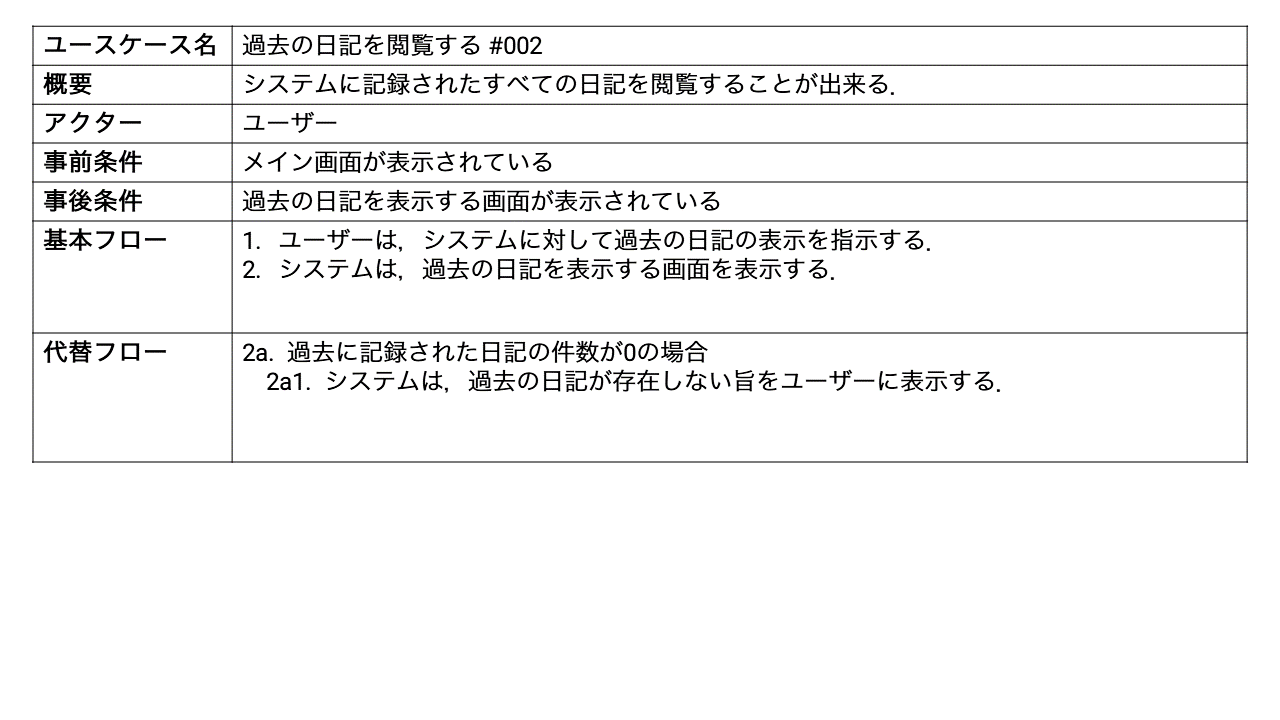 ユースケース名 過去の日記を閲覧する #002
概要 システムに記録されたすべての日記を閲覧することが出来る．
アクター ユーザー
事前条件 メイン画面が表示されている
事後条件 過去の日記を表示する画面が表示されている
基本フロー 1. ユーザーは，システムに対して過去の日記の表示を指示する．
2. システムは，過去の日記を表示する画面を表示する．
代替フロー 2a. 過去に記録された日記の件数が0の場合
2a1. システムは，過去の日記が存在しない旨をユーザーに表示する．